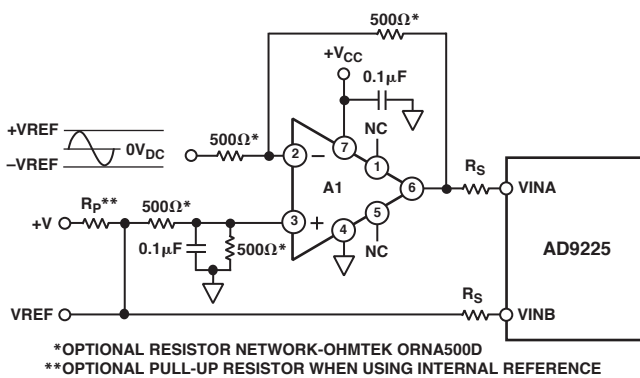 500Ω*
+VCC
0.1µF
+VREF
0VDC
–VREF
500Ω*
NC
2
–
7
1
RS
VINA
A1
6
RP**
+V
500Ω*
3
+
5
AD9225
0.1µF
500Ω*
4
NC
RS
VREF
VINB
*OPTIONAL RESISTOR NETWORK-OHMTEK ORNA500D
**OPTIONAL PULL-UP RESISTOR WHEN USING INTERNAL REFERENCE